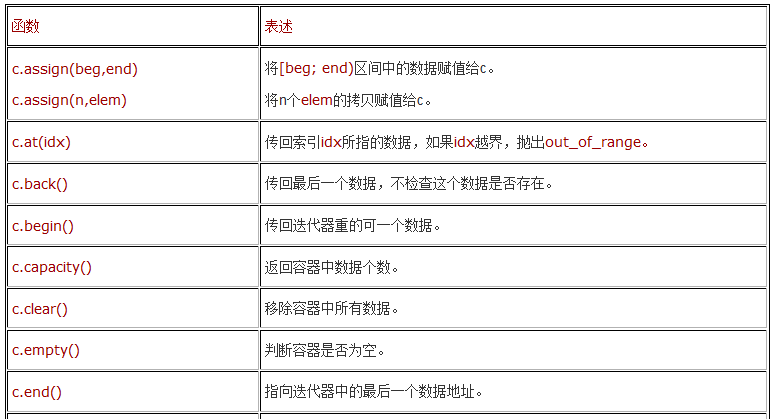 函数 表述
c.assign(beg,end) 将[beg; end)区间中的数据赋值给c。
c.assign(n,elem) 将n个elem的拷贝赋值给c。
c.at(idx) 传回索引idx所指的数据，如果idx越界，抛出out_of_range。
c.back() 传回最后一个数据，不检查这个数据是否存在。
c.begin() 传回迭代器重的可一个数据。
c.capacity() 返回容器中数据个数。
c.clear() 移除容器中所有数据。
c.empty() 判断容器是否为空。
c.end() 指向迭代器中的最后一个数据地址。